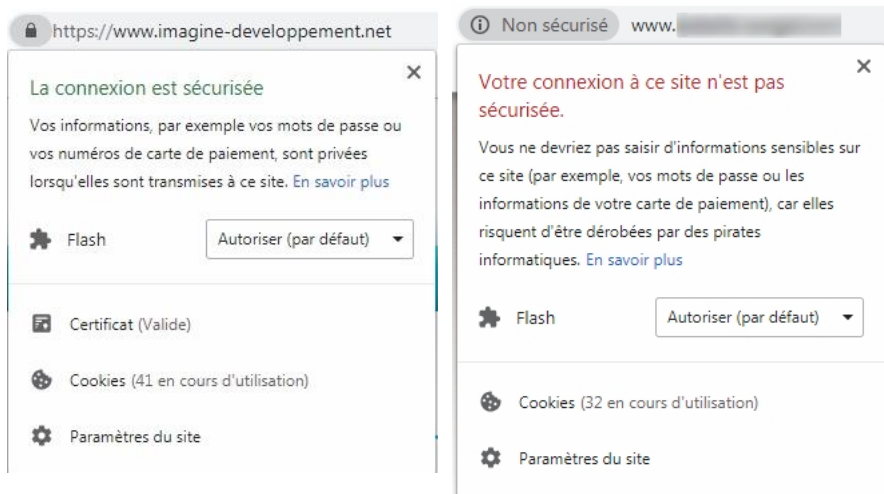 https://www.imagine-developpement.net
La connexion est sécurisée
Vos informations, par exemple vos mots de passe ou
vos numéros de carte de paiement, sont privées
lorsqu'elles sont transmises à ce site. En savoir plus
Flash
Autoriser (par défaut)
Certificat (Valide)
Cookies (41 en cours d'utilisation)
Paramètres du site
Non sécurisé www.
Votre connexion à ce site n'est pas
sécurisée.
Vous ne devriez pas saisir d'informations sensibles sur
ce site (par exemple, vos mots de passe ou les
informations de votre carte de paiement), car elles
risquent d'être dérobées par des pirates
informatiques. En savoir plus
Flash
Autoriser (par défaut)
Cookies (32 en cours d'utilisation)
Paramètres du site